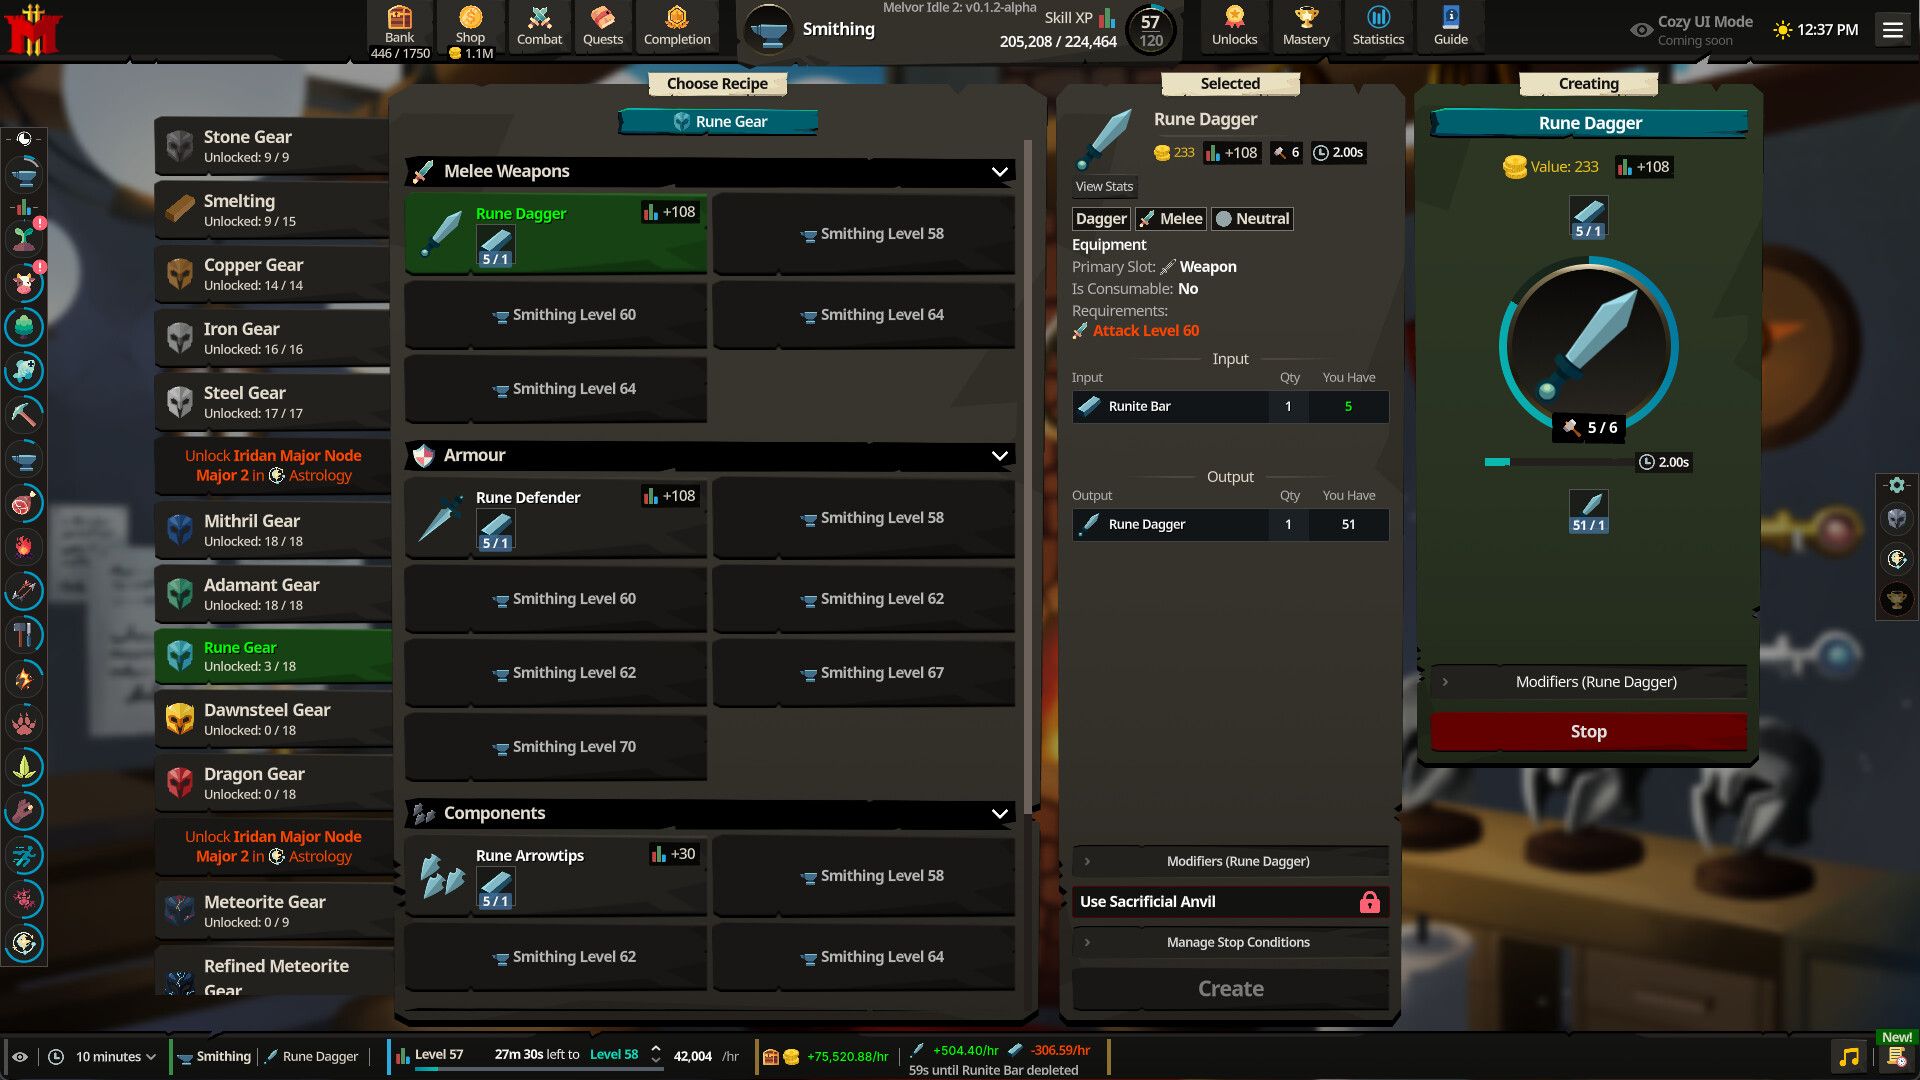 Bank
446 / 1750
Shop
1.1M
Combat
Quests
Completion
Smithing
Melvor Idle 2: v0.1.2-alpha
Skill XP
205,208 / 224,464
57
120
Unlocks
Mastery
Statistics
Guide
Cozy UI Mode
Coming soon
12:37 PM
Stone Gear
Unlocked: 9 / 9
Smelting
Unlocked: 9 / 15
Copper Gear
Unlocked: 14 / 14
Iron Gear
Unlocked: 16 / 16
Steel Gear
Unlocked: 17 / 17
Unlock Iridan Major Node
Major 2 in Astrology
Mithril Gear
Unlocked: 18 / 18
Adamant Gear
Unlocked: 18 / 18
Rune Gear
Unlocked: 3 / 18
Dawnsteel Gear
Unlocked: 0 / 18
Dragon Gear
Unlocked: 0 / 18
Unlock Iridan Major Node
Major 2 in Astrology
Meteorite Gear
Unlocked: 0 / 9
Refined Meteorite
Gear
Choose Recipe
Rune Gear
Melee Weapons
Rune Dagger
+108
5 / 1
Smithing Level 58
Smithing Level 60
Smithing Level 64
Smithing Level 64
Armour
Rune Defender
+108
5 / 1
Smithing Level 58
Smithing Level 60
Smithing Level 62
Smithing Level 62
Smithing Level 67
Smithing Level 70
Components
Rune Arrowtips
+30
5 / 1
Smithing Level 58
Smithing Level 62
Smithing Level 64
Selected
Rune Dagger
233
+108
6
2.00s
View Stats
Dagger
Melee
Neutral
Equipment
Primary Slot: Weapon
Is Consumable: No
Requirements:
Attack Level 60
Input
Input Qty You Have
Runite Bar 1 5
Output
Output Qty You Have
Rune Dagger 1 51
Modifiers (Rune Dagger)
Use Sacrificial Anvil
Manage Stop Conditions
Create
Creating
Rune Dagger
Value: 233
+108
5 / 1
5 / 6
2.00s
51 / 1
Modifiers (Rune Dagger)
Stop
10 minutes
Smithing
Rune Dagger
Level 57
27m 30s left to Level 58
42,004 /hr
+75,520.88/hr
+504.40/hr
-306.59/hr
59s until Runite Bar depleted
New!